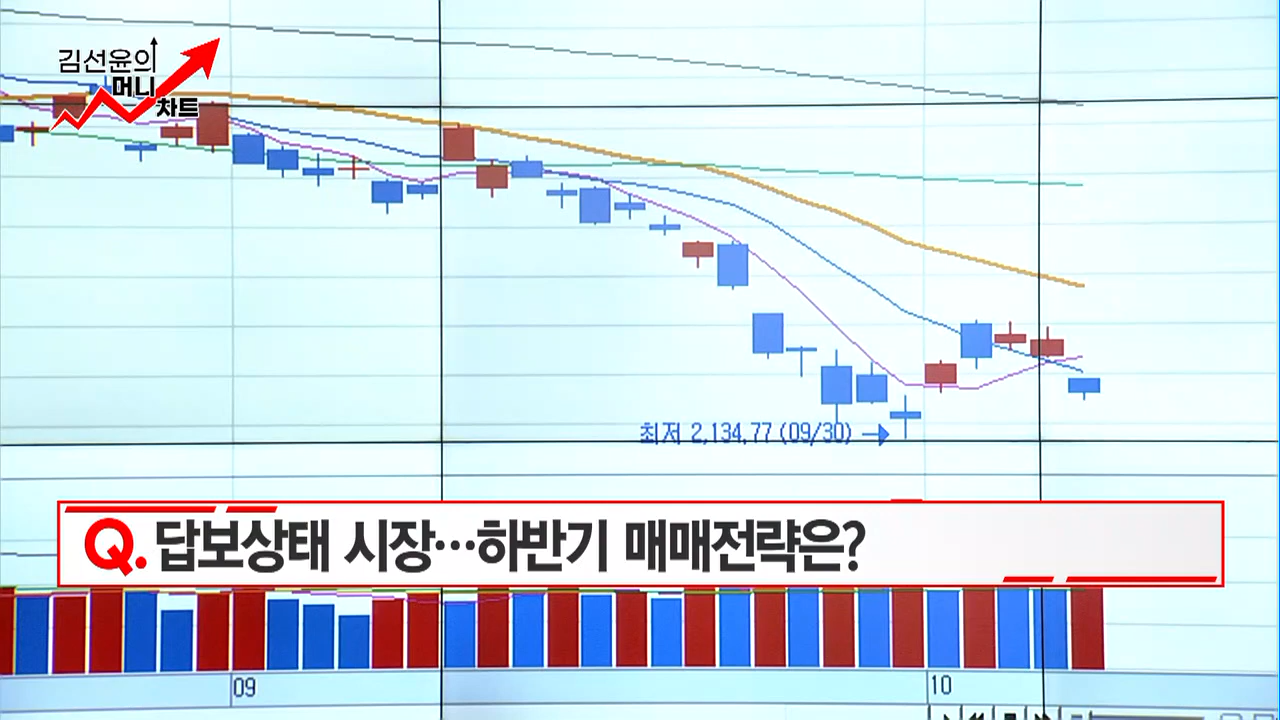 김선윤의
머니
차트
최저 2,134.77 (09/30)
Q. 답보상태 시장…하반기 매매전략은?
09
10